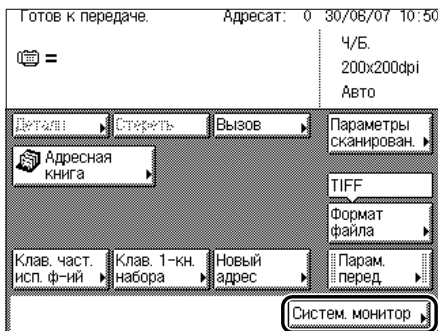 Готов к передаче. Адресат: 0 30/06/07 10:50
=
Ч/Б.
200x200dpi
Авто
Детали Стереть Вызов Параметры
сканирован.
Адресная
книга
TIFF
Формат
файла
Клав. част. Клав. 1-кн. Новый Парам.
исп. ф-ий набора адрес перед.
Систем. монитор